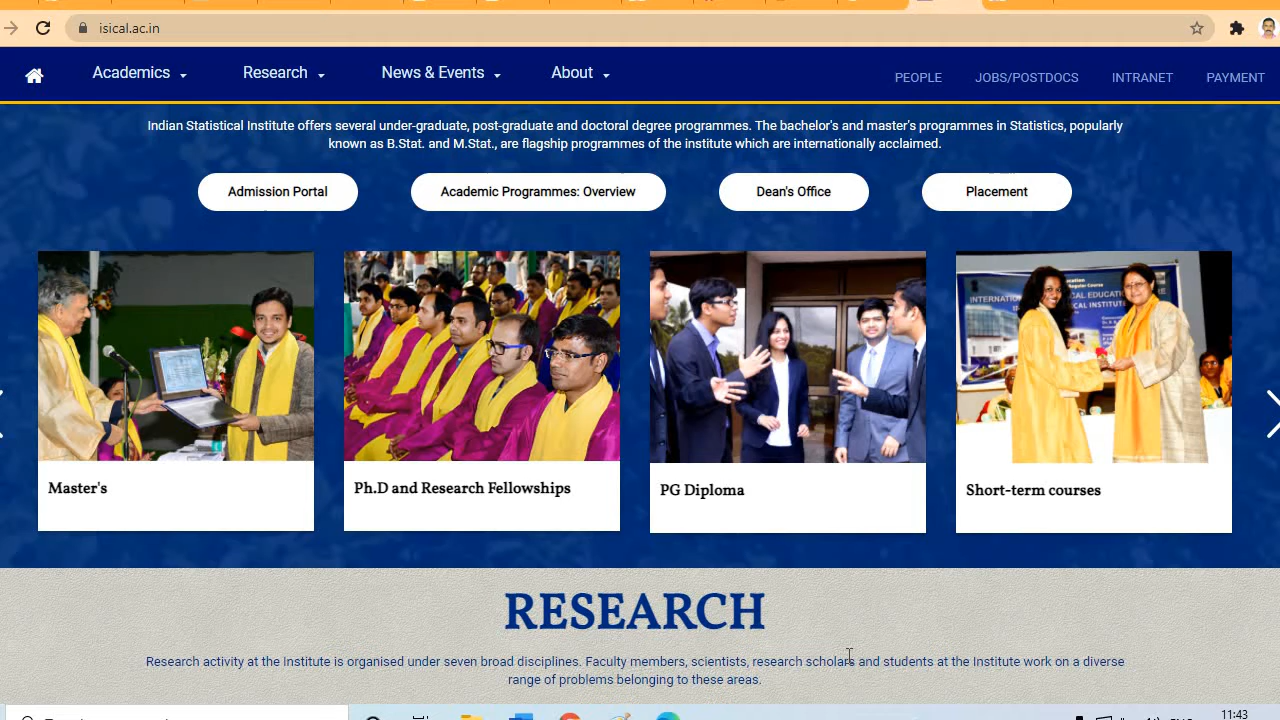 isical.ac.in
Academics
Research
News & Events
About
PEOPLE
JOBS/POSTDOCS
INTRANET
PAYMENT
Indian Statistical Institute offers several under-graduate, post-graduate and doctoral degree programmes. The bachelor's and master's programmes in Statistics, popularly
known as B.Stat. and M.Stat., are flagship programmes of the institute which are internationally acclaimed.
Admission Portal
Academic Programmes: Overview
Dean's Office
Placement
Master's
Ph.D and Research Fellowships
PG Diploma
Short-term courses
RESEARCH
Research activity at the Institute is organised under seven broad disciplines. Faculty members, scientists, research scholars and students at the Institute work on a diverse
range of problems belonging to these areas.
11:43